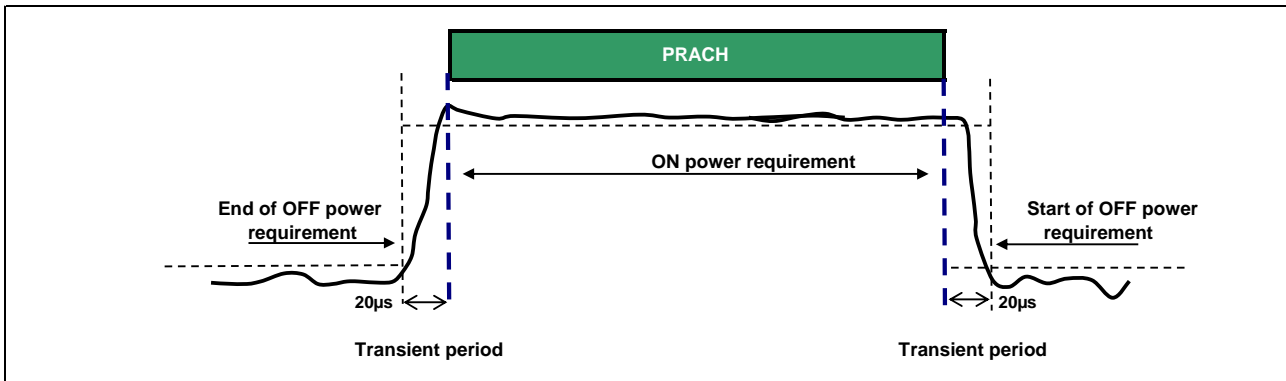 PRACH
ON power requirement
End of OFF power
requirement
Start of OFF power
requirement
20µs
20µs
Transient period
Transient period